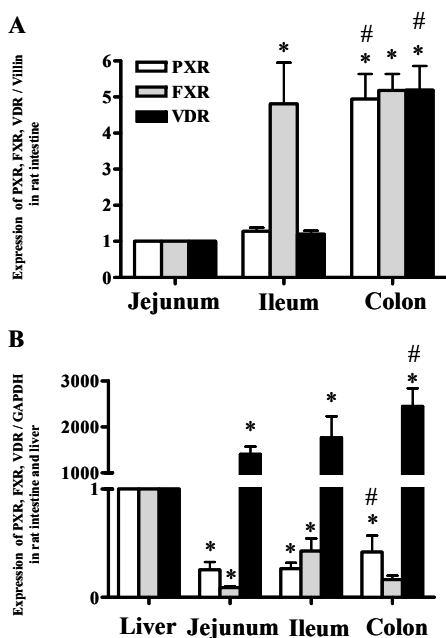 A
Expression of PXR, FXR, VDR / Villin
in rat intestine
6
5
4
3
2
1
0
PXR
FXR
VDR
*
# #
* * *
Jejunum Ileum Colon
B
Expression of PXR, FXR, VDR / GAPDH
in rat intestine and liver
3000
2000
1000
1
0
* * *
* *
* *
#
*
#
*
Liver Jejunum Ileum Colon